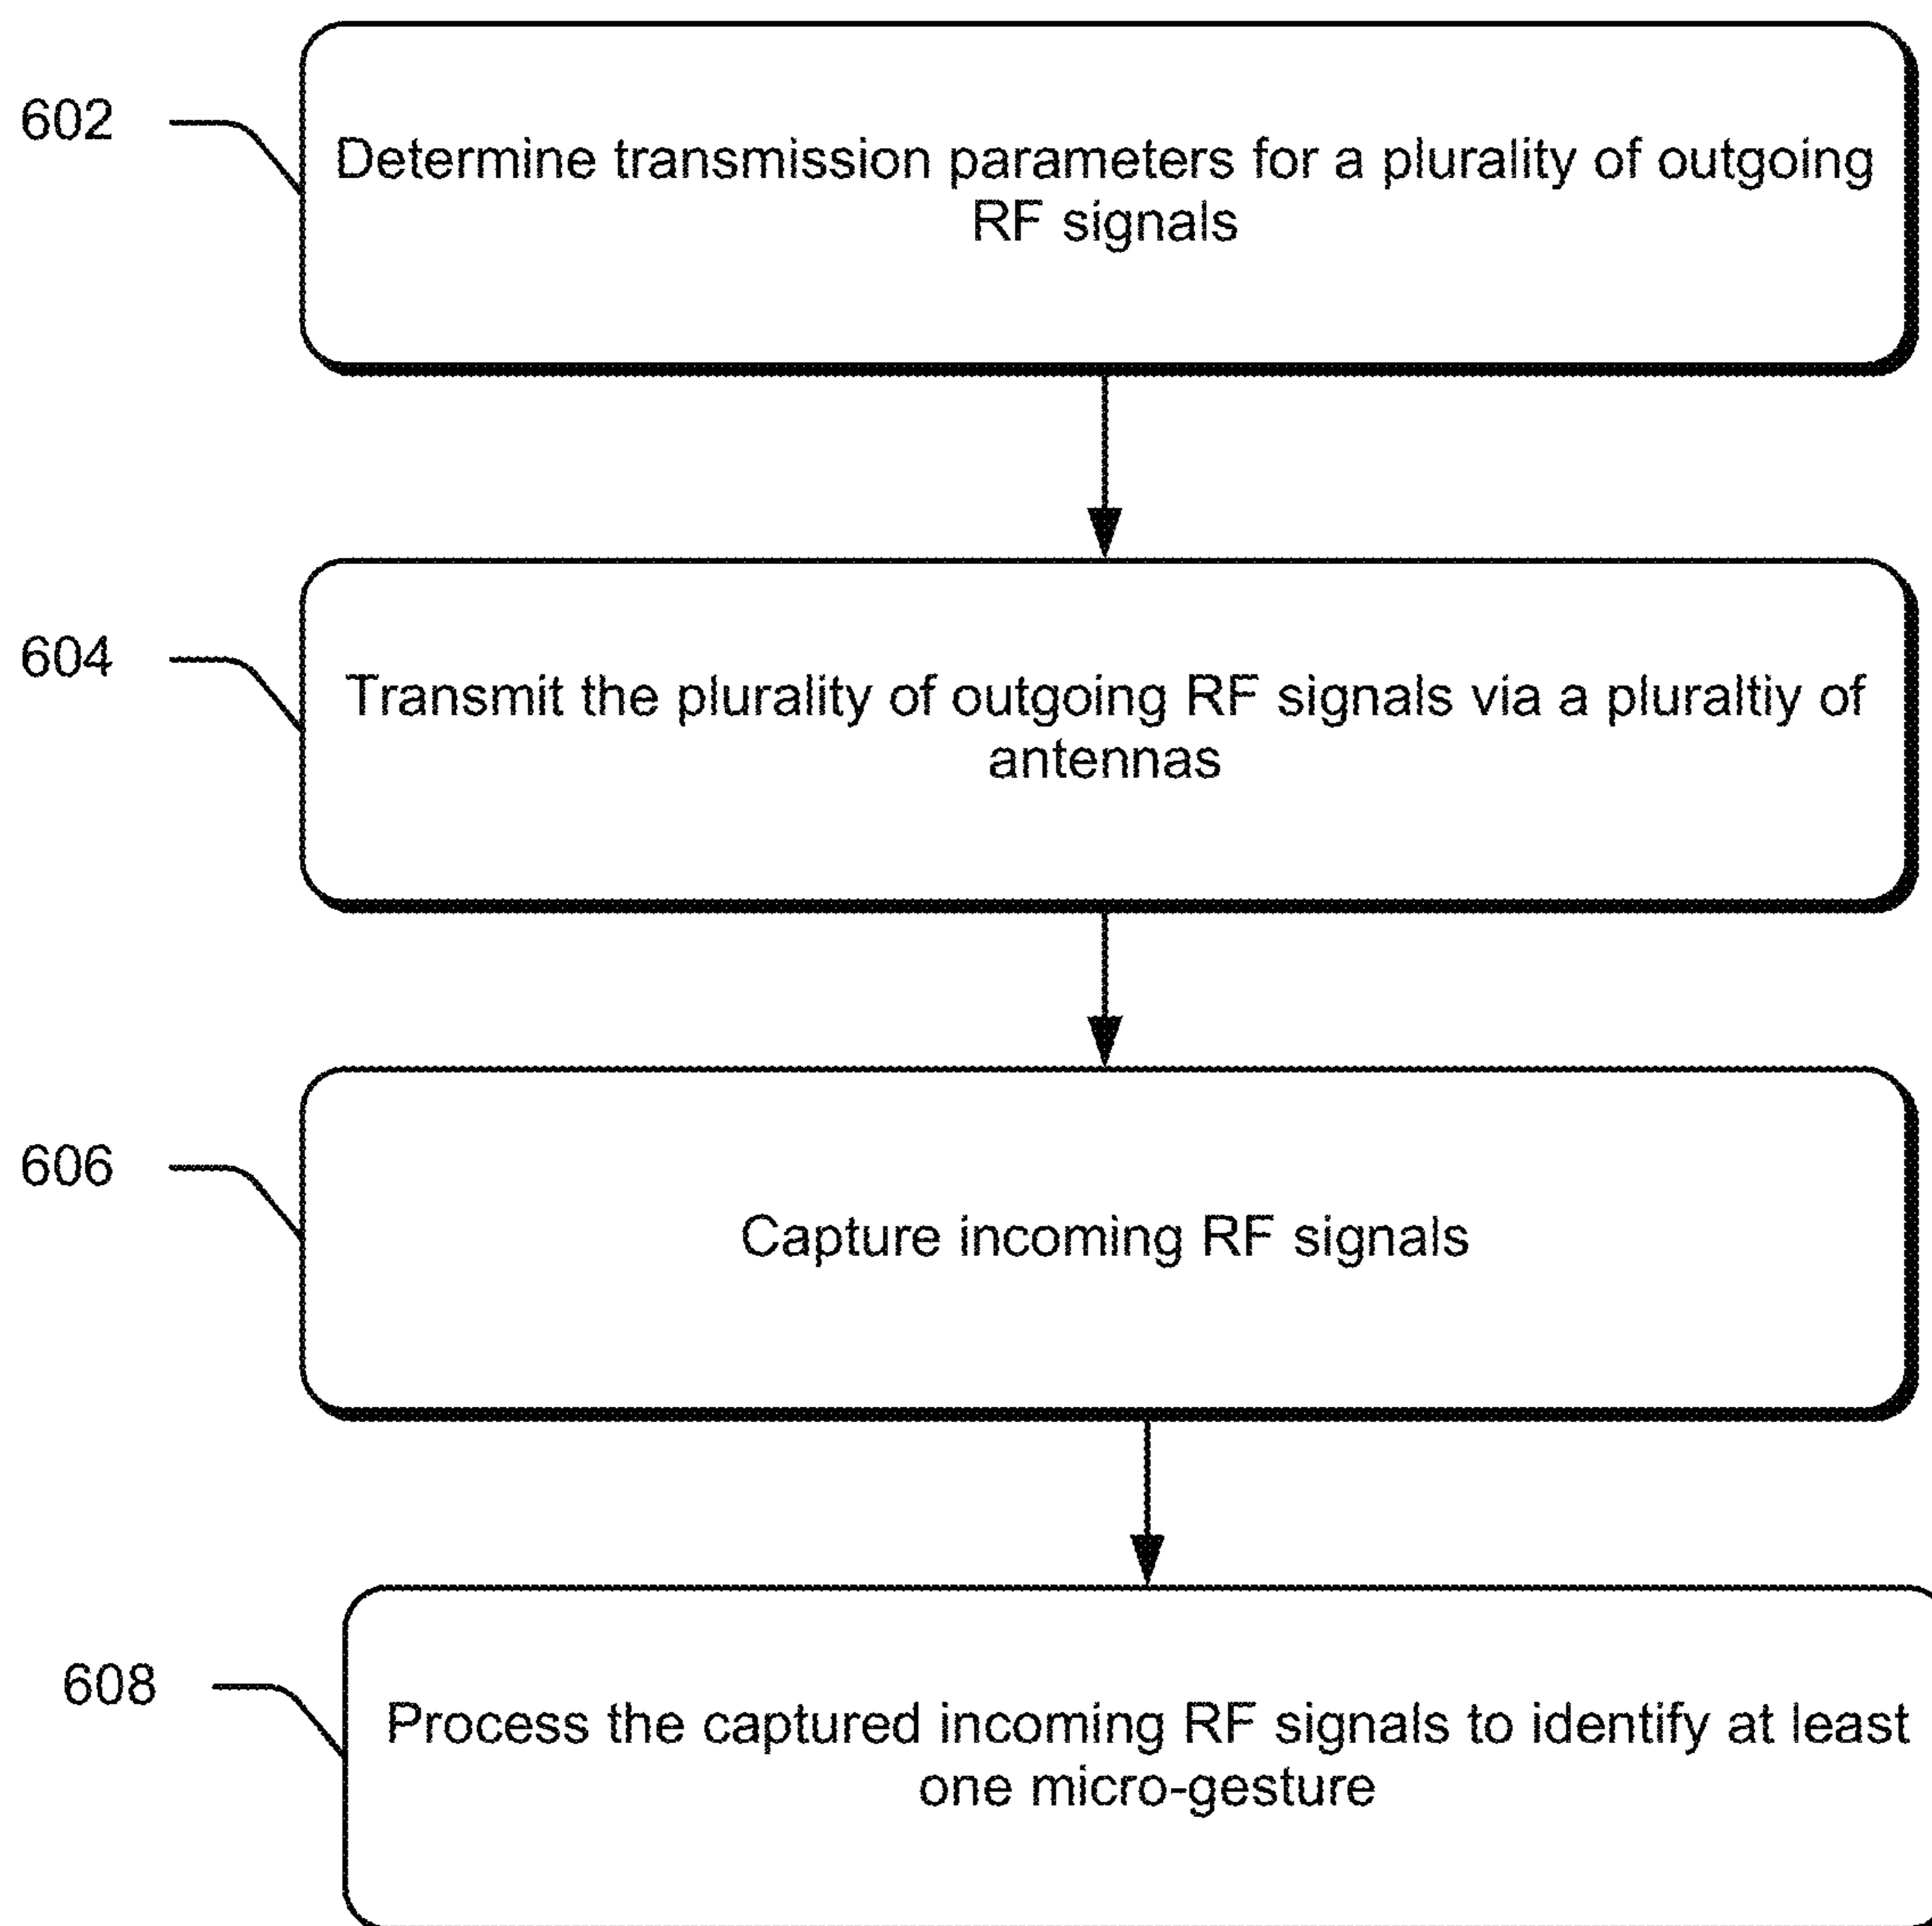 602
Determine transmission parameters for a plurality of outgoing
RF signals
604
Transmit the plurality of outgoing RF signals via a pluraltiy of
antennas
606
Capture incoming RF signals
608
Process the captured incoming RF signals to identify at least
one micro-gesture